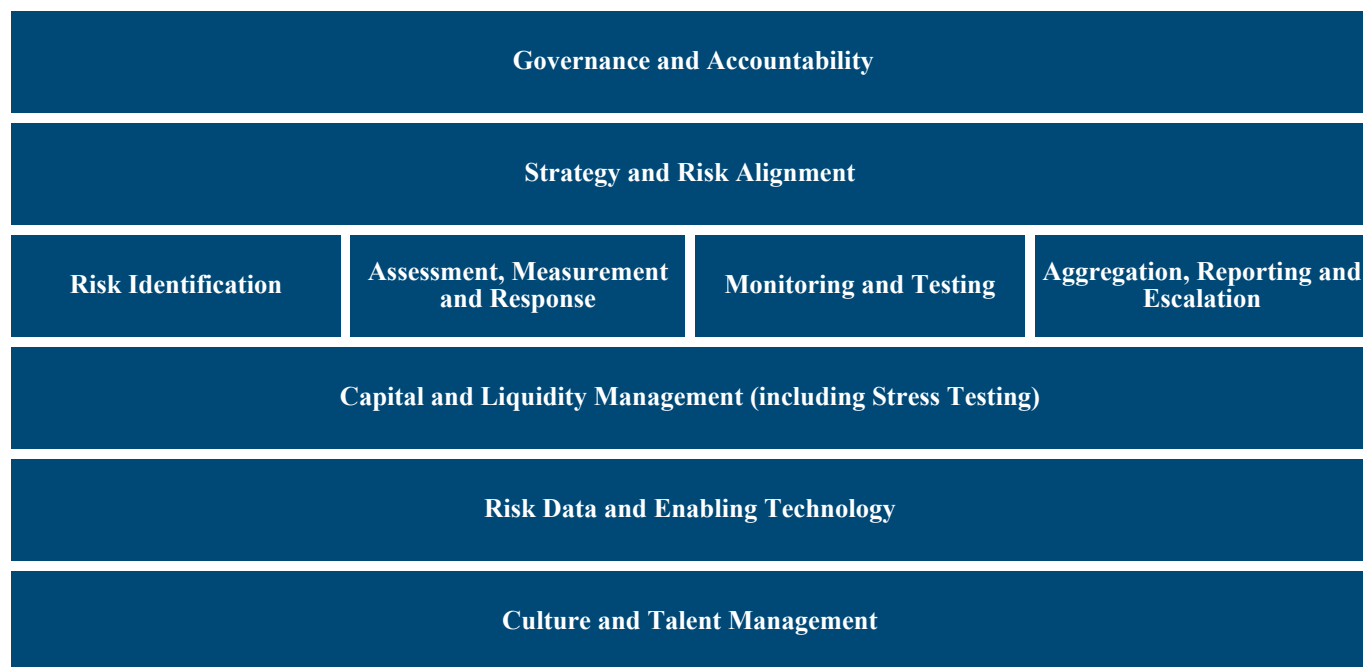 Governance and Accountability
Strategy and Risk Alignment
Risk Identification
Assessment, Measurement
and Response
Monitoring and Testing
Aggregation, Reporting and
Escalation
Capital and Liquidity Management (including Stress Testing)
Risk Data and Enabling Technology
Culture and Talent Management